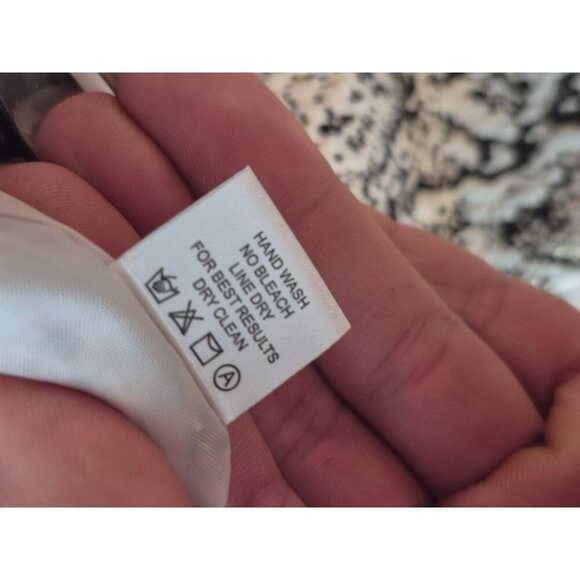 HAND WASH
NO BLEACH
LINE DRY
FOR BEST RESULTS
DRY CLEAN
A